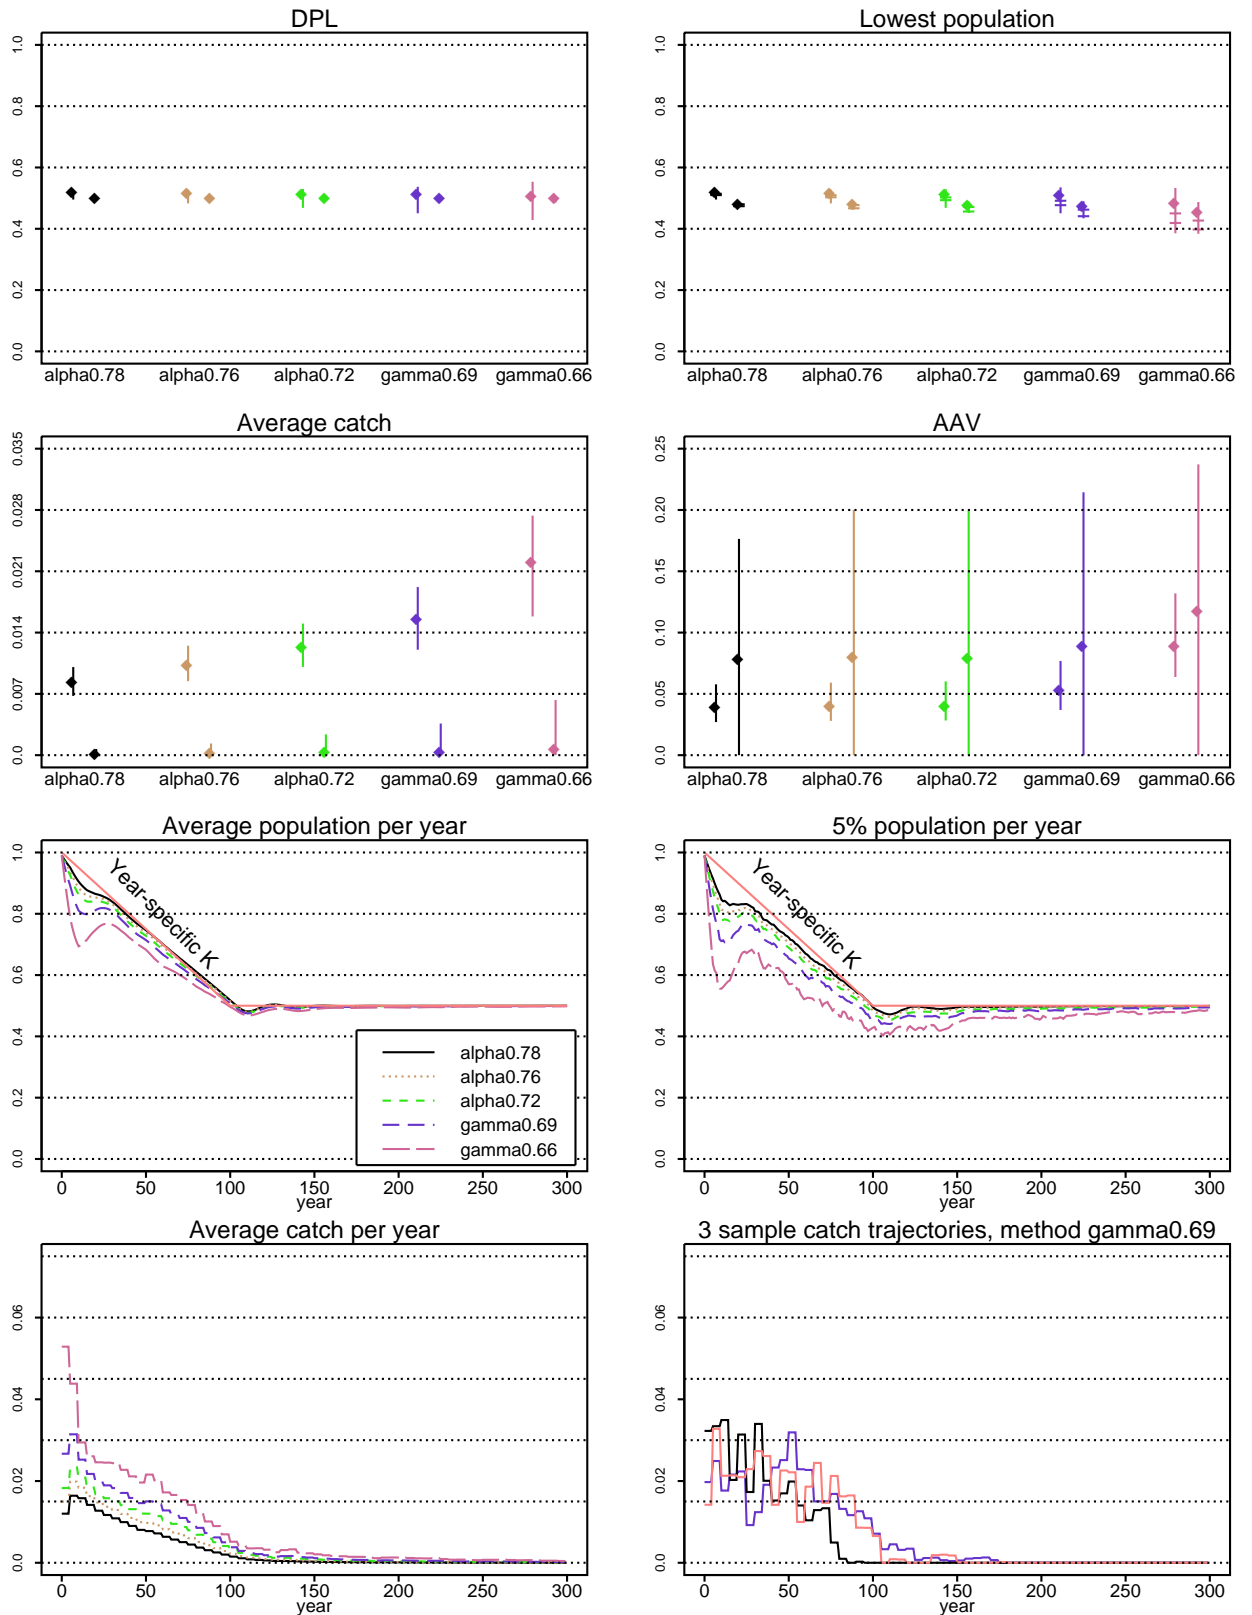 DPL
Lowest population
1.0
0.8
0.6
0.4
0.2
0.0
alpha0.78 alpha0.76 alpha0.72 gamma0.69 gamma0.66
1.0
0.8
0.6
0.4
0.2
0.0
alpha0.78 alpha0.76 alpha0.72 gamma0.69 gamma0.66
Average catch
AAV
0.035
0.028
0.021
0.014
0.007
0.0
alpha0.78 alpha0.76 alpha0.72 gamma0.69 gamma0.66
0.25
0.20
0.15
0.10
0.05
0.0
alpha0.78 alpha0.76 alpha0.72 gamma0.69 gamma0.66
Average population per year
5% population per year
1.0
0.8
0.6
0.4
0.2
0.0
Year-specific K
alpha0.78
alpha0.76
alpha0.72
gamma0.69
gamma0.66
0 50 100 150 200 250 300
year
1.0
0.8
0.6
0.4
0.2
0.0
Year-specific K
0 50 100 150 200 250 300
year
Average catch per year
3 sample catch trajectories, method gamma0.69
0.06
0.04
0.02
0.0
0 50 100 150 200 250 300
year
0.06
0.04
0.02
0.0
0 50 100 150 200 250 300
year